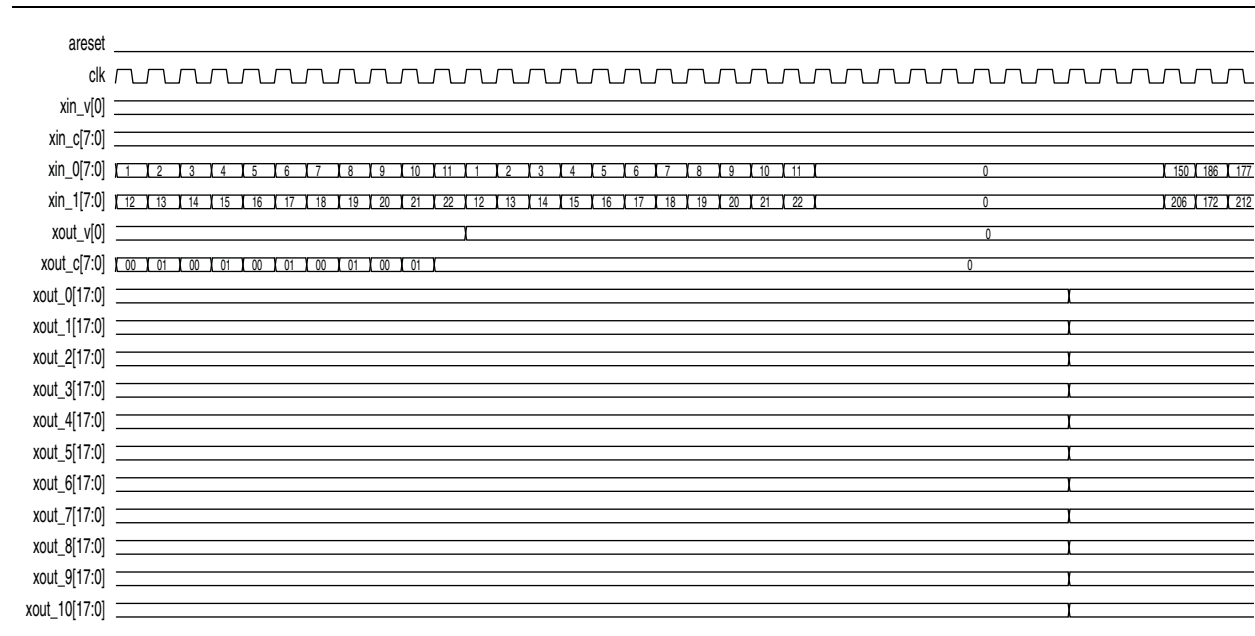 areset
clk
xin_v[0]
xin_c[7:0]
xin_0[7:0] 1 2 3 4 5 6 7 8 9 10 11 1 2 3 4 5 6 7 8 9 10 11 0 150 186 177
xin_1[7:0] 12 13 14 15 16 17 18 19 20 21 22 12 13 14 15 16 17 18 19 20 21 22 0 206 172 212
xout_v[0] 0
xout_c[7:0] 00 01 00 01 00 01 00 01 00 01 0
xout_0[17:0]
xout_1[17:0]
xout_2[17:0]
xout_3[17:0]
xout_4[17:0]
xout_5[17:0]
xout_6[17:0]
xout_7[17:0]
xout_8[17:0]
xout_9[17:0]
xout_10[17:0]